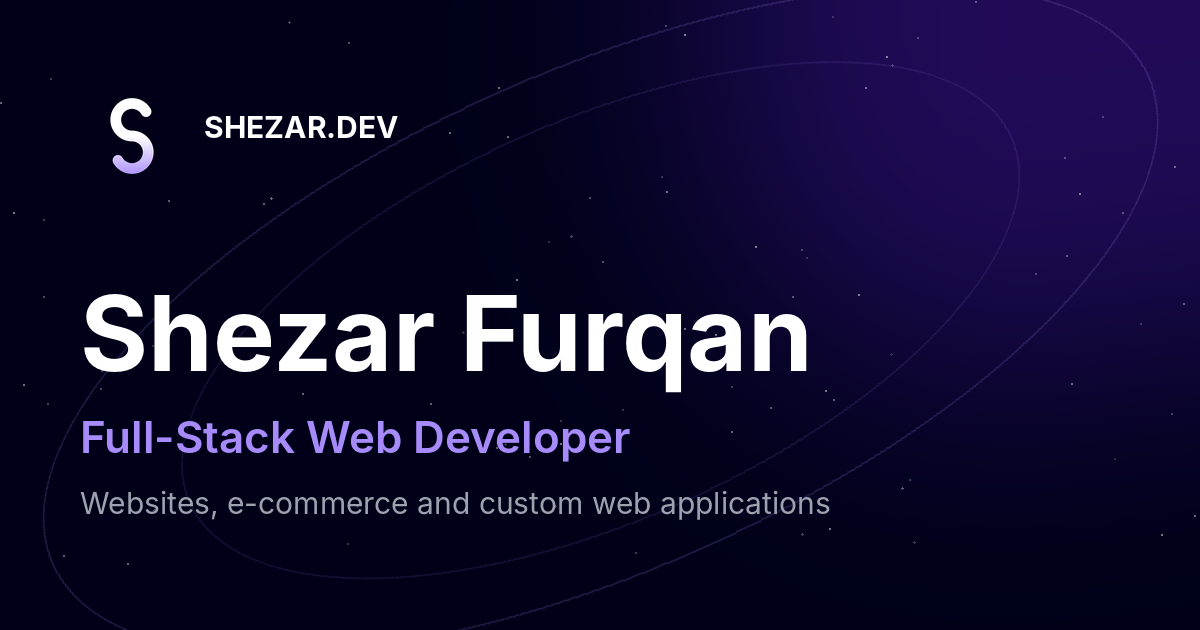 S
SHEZAR.DEV
Shezar Furqan
Full-Stack Web Developer
Websites, e-commerce and custom web applications